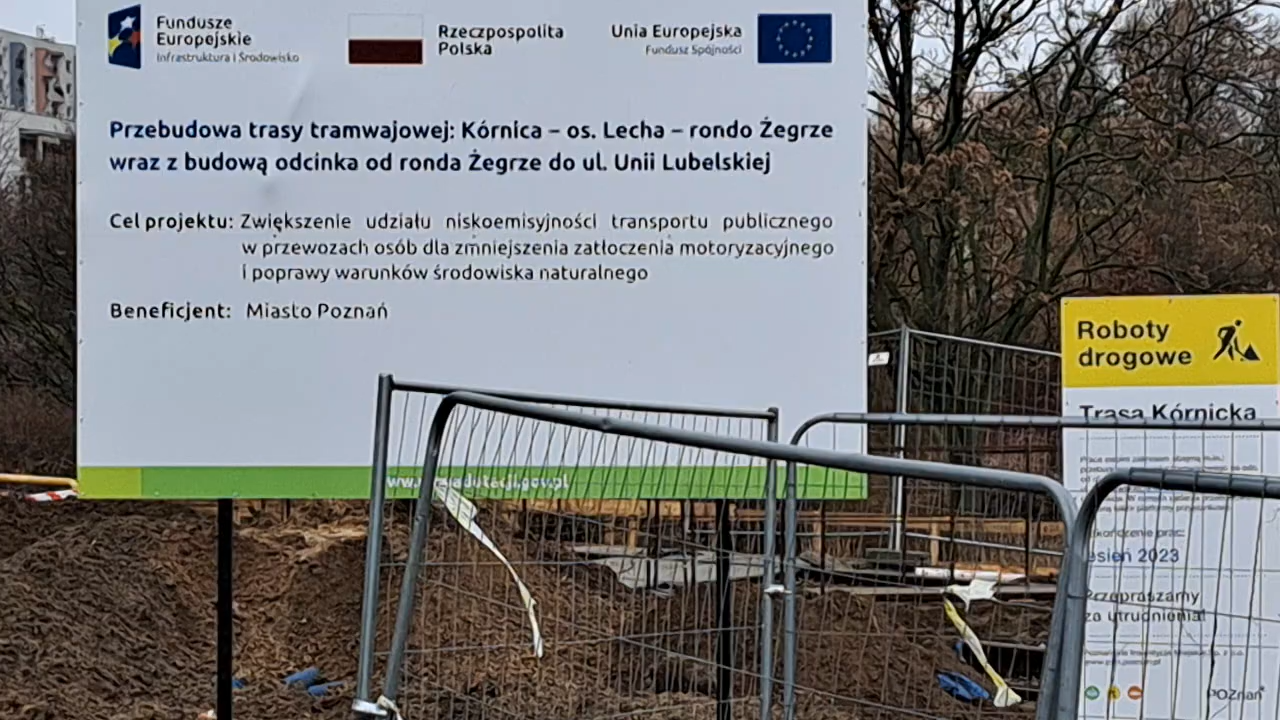 Fundusze
Europejskie
Infrastruktura i Środowisko
Rzeczpospolita
Polska
Unia Europejska
Fundusz Spójności
Przebudowa trasy tramwajowej: Kórnica – os. Lecha – rondo Żegrze
wraz z budową odcinka od ronda Żegrze do ul. Unii Lubelskiej
Cel projektu: Zwiększenie udziału niskoemisyjności transportu publicznego
w przewozach osób dla zmniejszenia zatłoczenia motoryzacyjnego
i poprawy warunków środowiska naturalnego
Beneficjent: Miasto Poznań
Roboty
drogowe
Trasa Kórnicka
2023
Przepraszamy
za utrudnienia!
POZnań*